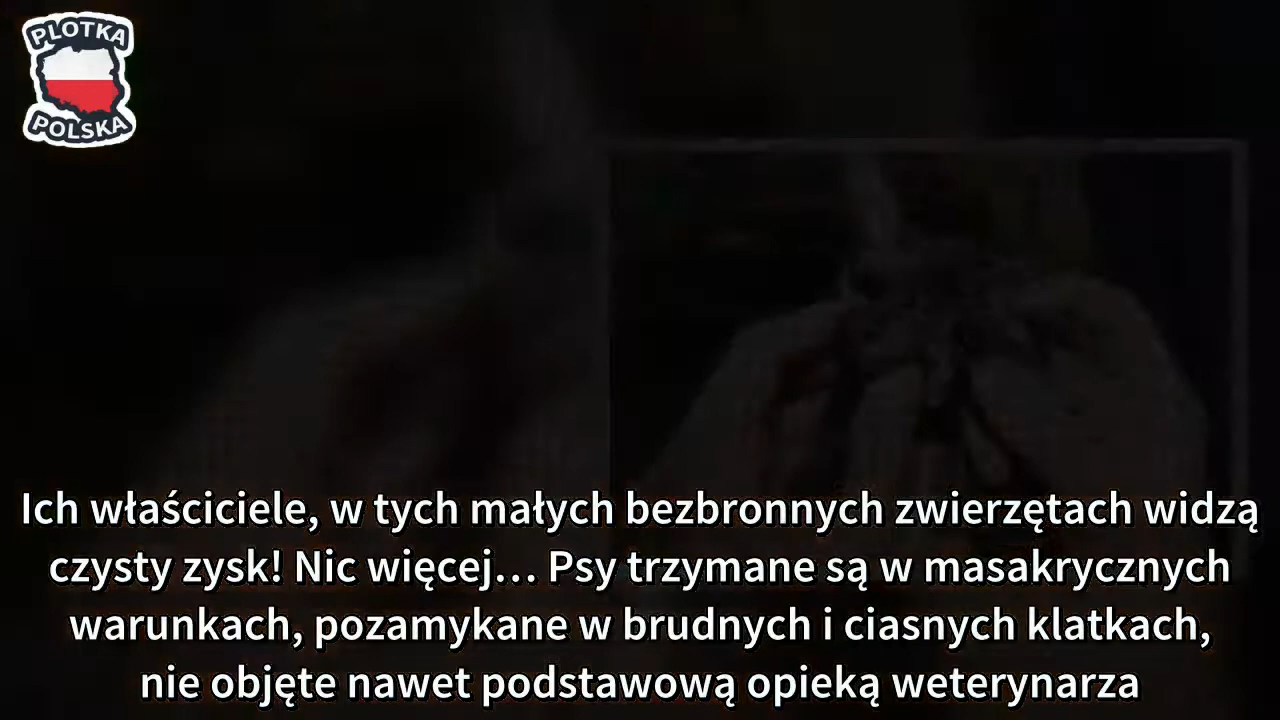 PLOTKA
POLSKA
Ich właściciele, w tych małych bezbronnych zwierzętach widzą
czysty zysk! Nic więcej… Psy trzymane są w masakrycznych
warunkach, pozamykane w brudnych i ciasnych klatkach,
nie objęte nawet podstawową opieką weterynarza